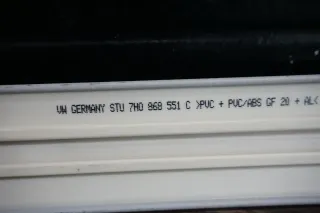 VW GERMANY STU 7H0 868 551 C >PVC + PVC/ABS GF 20 + AL<